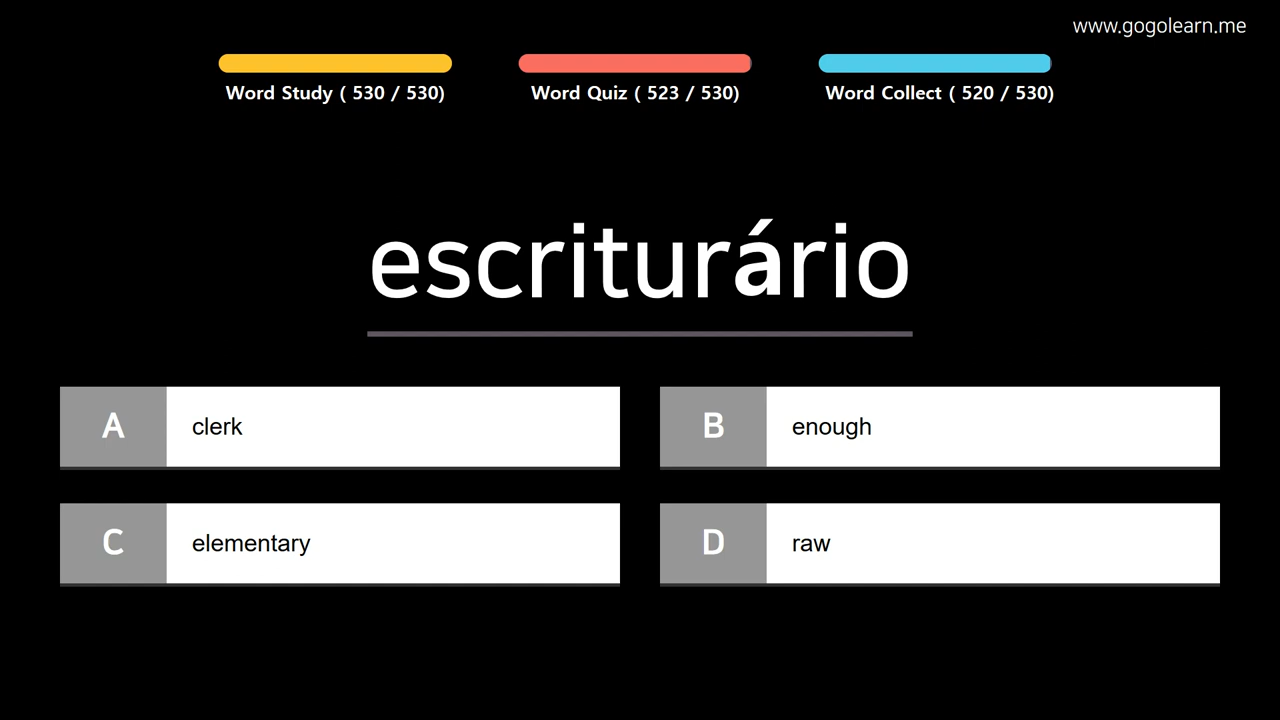 www.gogolearn.me
Word Study ( 530 / 530)
Word Quiz ( 523 / 530)
Word Collect ( 520 / 530)
escriturário
A clerk
B enough
C elementary
D raw